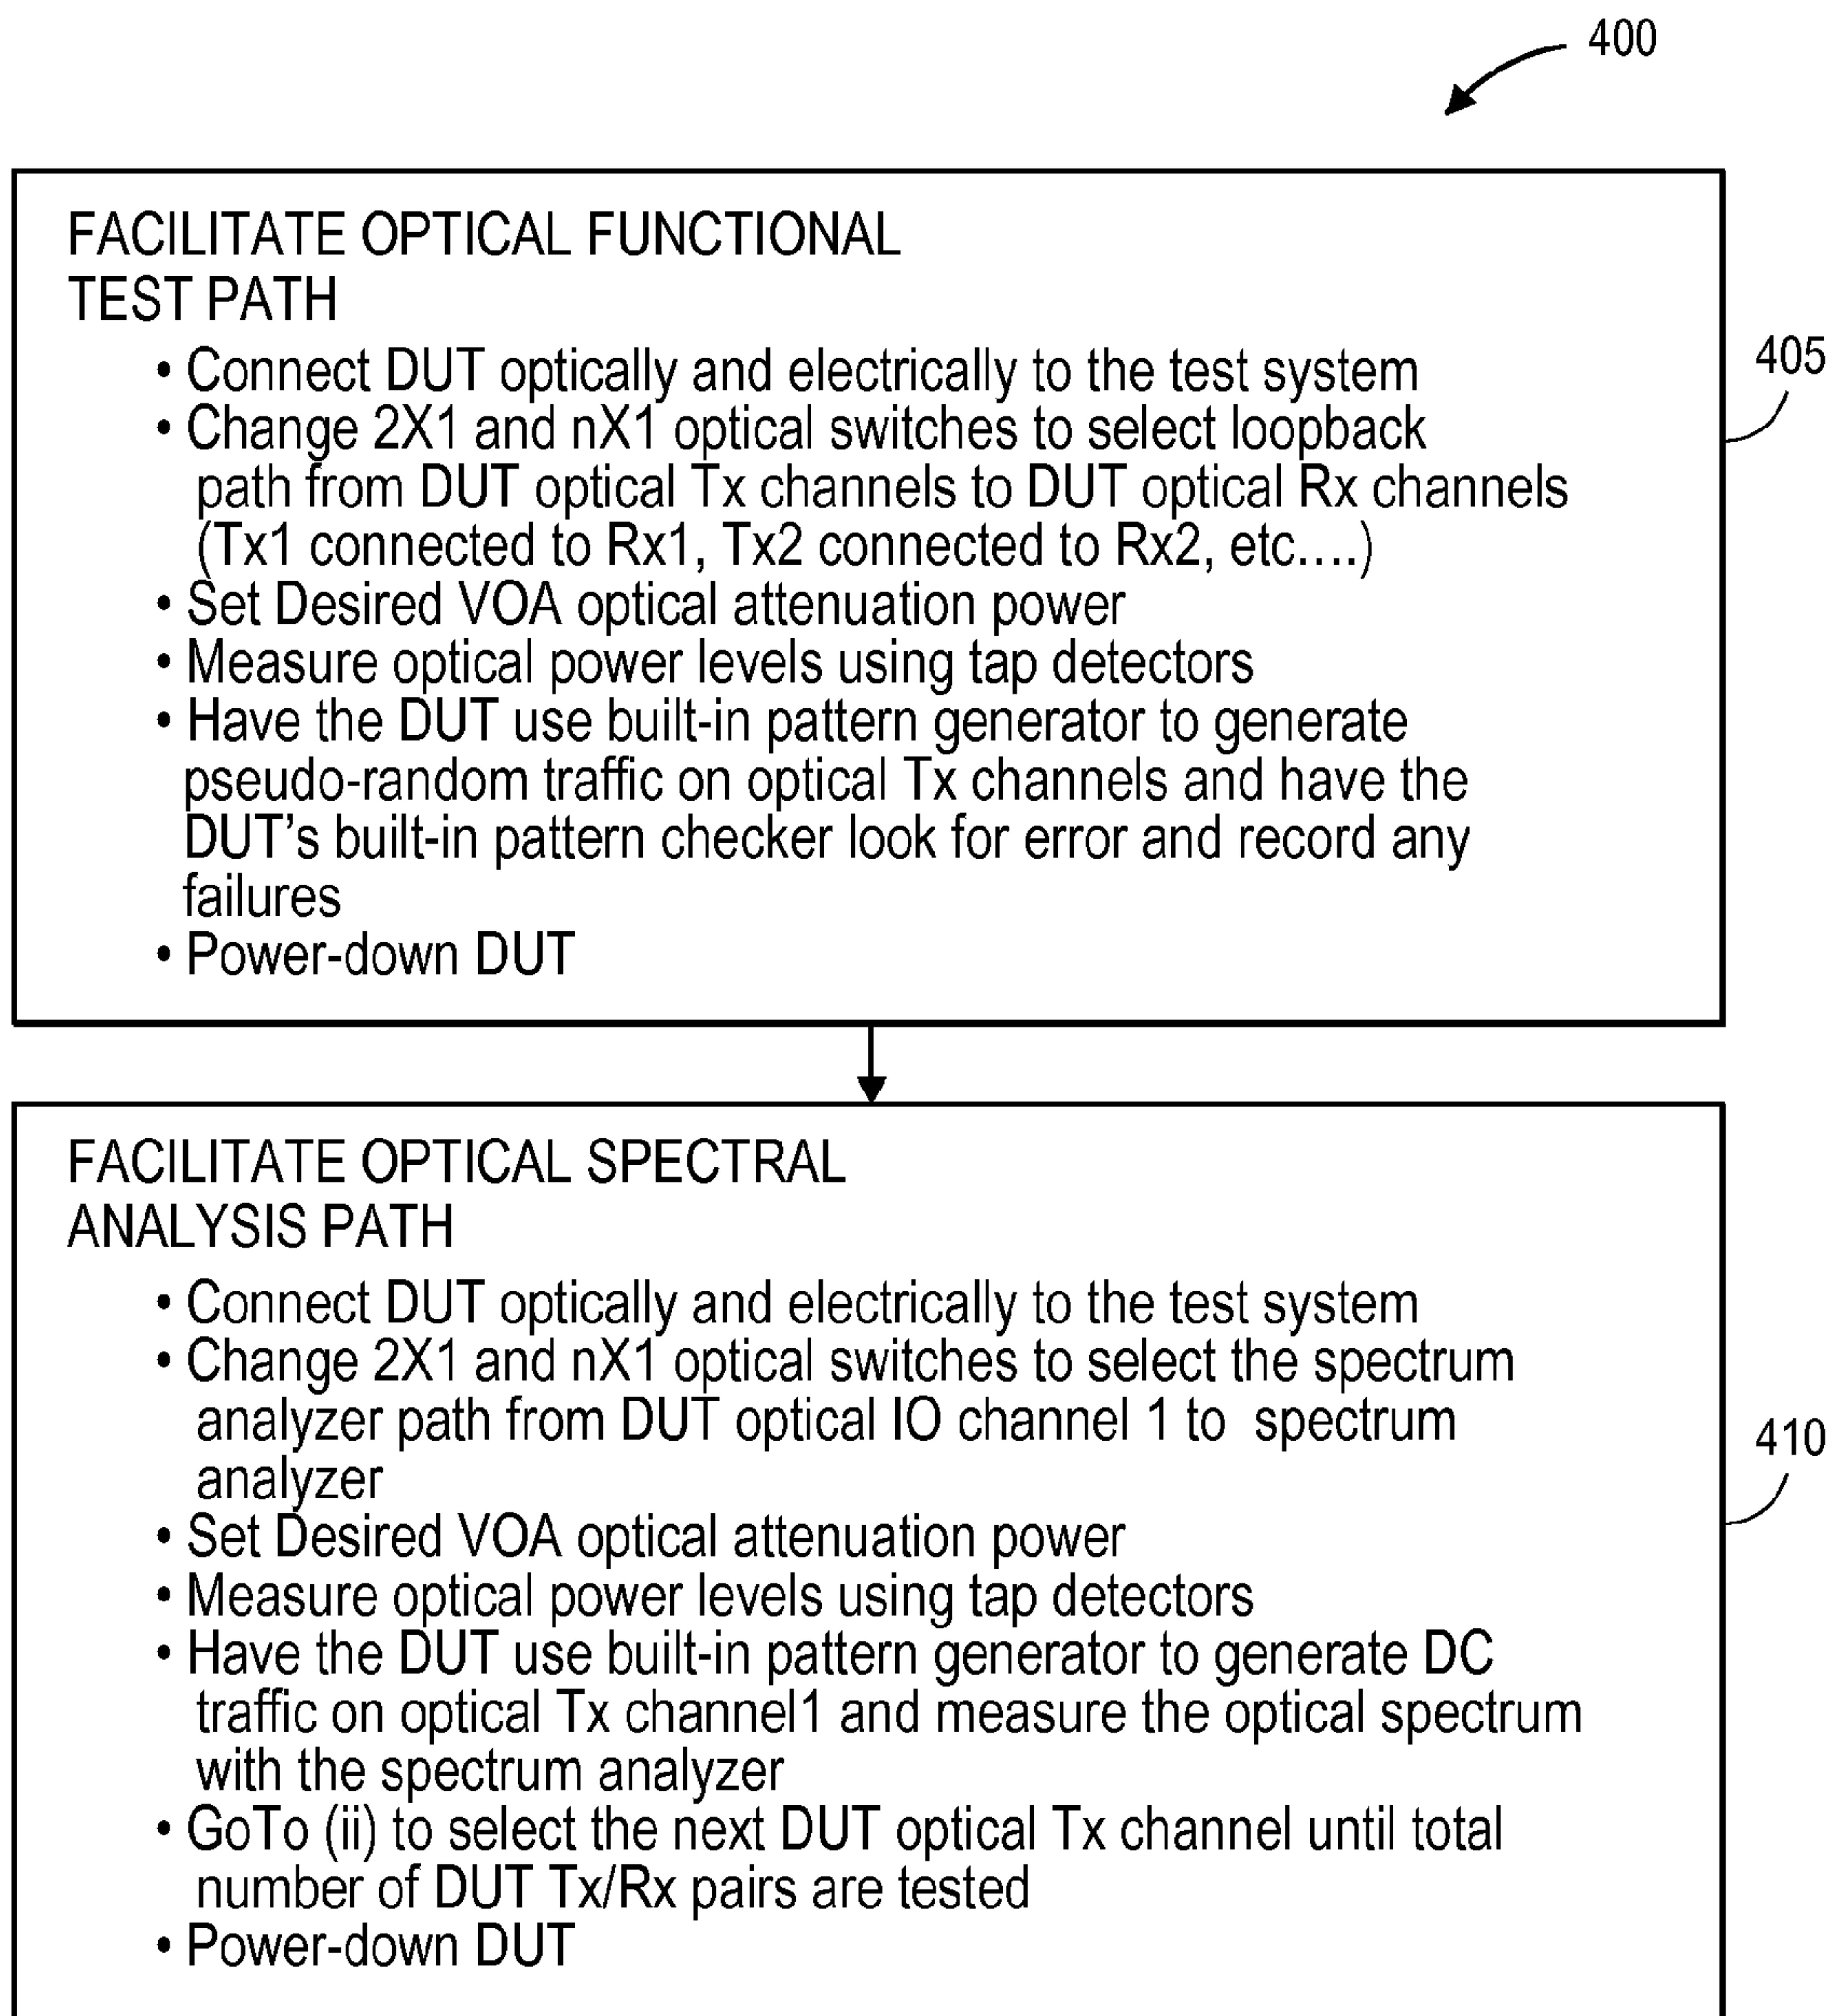 400
FACILITATE OPTICAL FUNCTIONAL
TEST PATH
• Connect DUT optically and electrically to the test system
• Change 2X1 and nX1 optical switches to select loopback
path from DUT optical Tx channels to DUT optical Rx channels
(Tx1 connected to Rx1, Tx2 connected to Rx2, etc....)
• Set Desired VOA optical attenuation power
• Measure optical power levels using tap detectors
• Have the DUT use built-in pattern generator to generate
pseudo-random traffic on optical Tx channels and have the
DUT's built-in pattern checker look for error and record any
failures
• Power-down DUT
405
FACILITATE OPTICAL SPECTRAL
ANALYSIS PATH
• Connect DUT optically and electrically to the test system
• Change 2X1 and nX1 optical switches to select the spectrum
analyzer path from DUT optical IO channel 1 to spectrum
analyzer
• Set Desired VOA optical attenuation power
• Measure optical power levels using tap detectors
• Have the DUT use built-in pattern generator to generate DC
traffic on optical Tx channel1 and measure the optical spectrum
with the spectrum analyzer
• GoTo (ii) to select the next DUT optical Tx channel until total
number of DUT Tx/Rx pairs are tested
• Power-down DUT
410